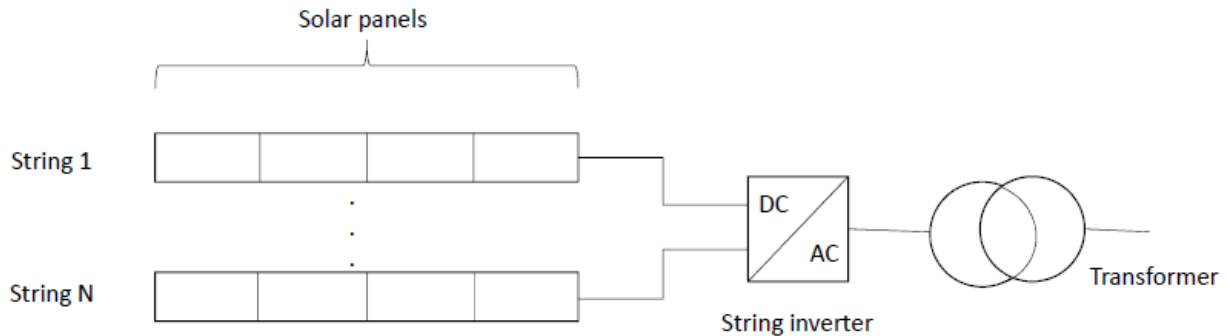 Solar panels
String 1
DC
AC
String N
Transformer
String inverter